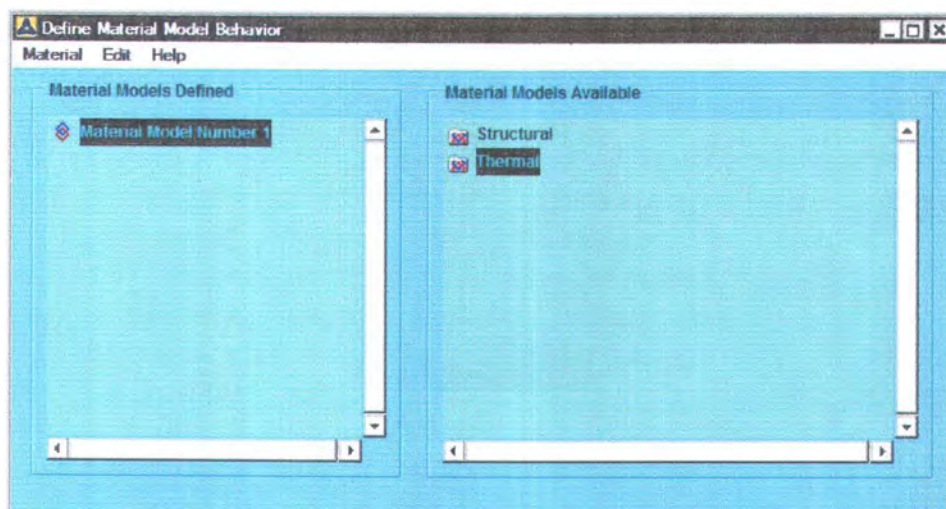 Define Material Model Behavior
Material Edit Help
Material Models Defined
Material Model Number 1
Material Models Available
Structural
Thermal